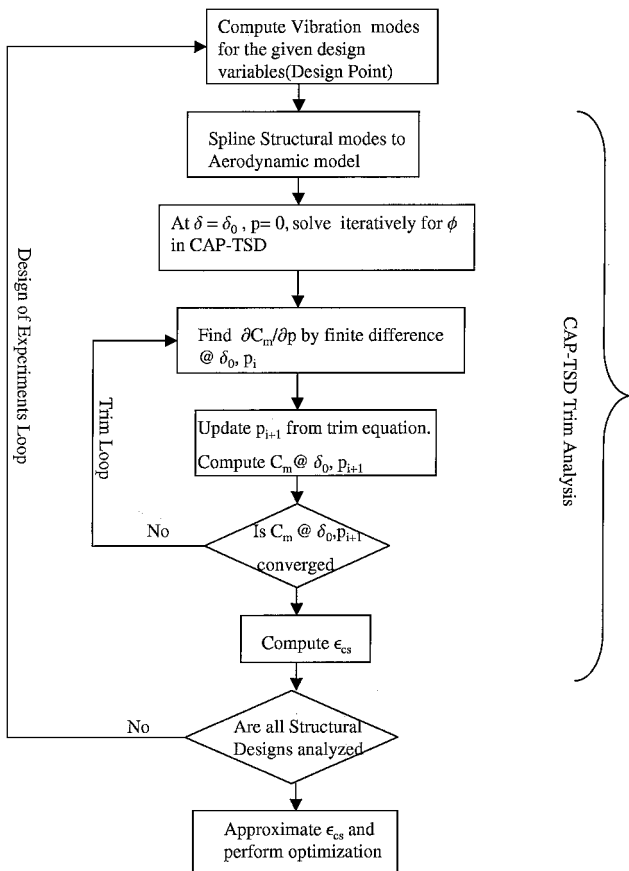 Compute Vibration modes
for the given design
variables(Design Point)
Spline Structural modes to
Aerodynamic model
At δ = δ₀ , p= 0, solve iteratively for ϕ
in CAP-TSD
Find ∂Cₘ/∂p by finite difference
@ δ₀, pᵢ
Update pᵢ₊₁ from trim equation.
Compute Cₘ@ δ₀, pᵢ₊₁
Is Cₘ @ δ₀,pᵢ₊₁
converged
No
Trim Loop
Compute ϵcs
Are all Structural
Designs analyzed
No
Design of Experiments Loop
CAP-TSD Trim Analysis
Approximate ϵcs and
perform optimization